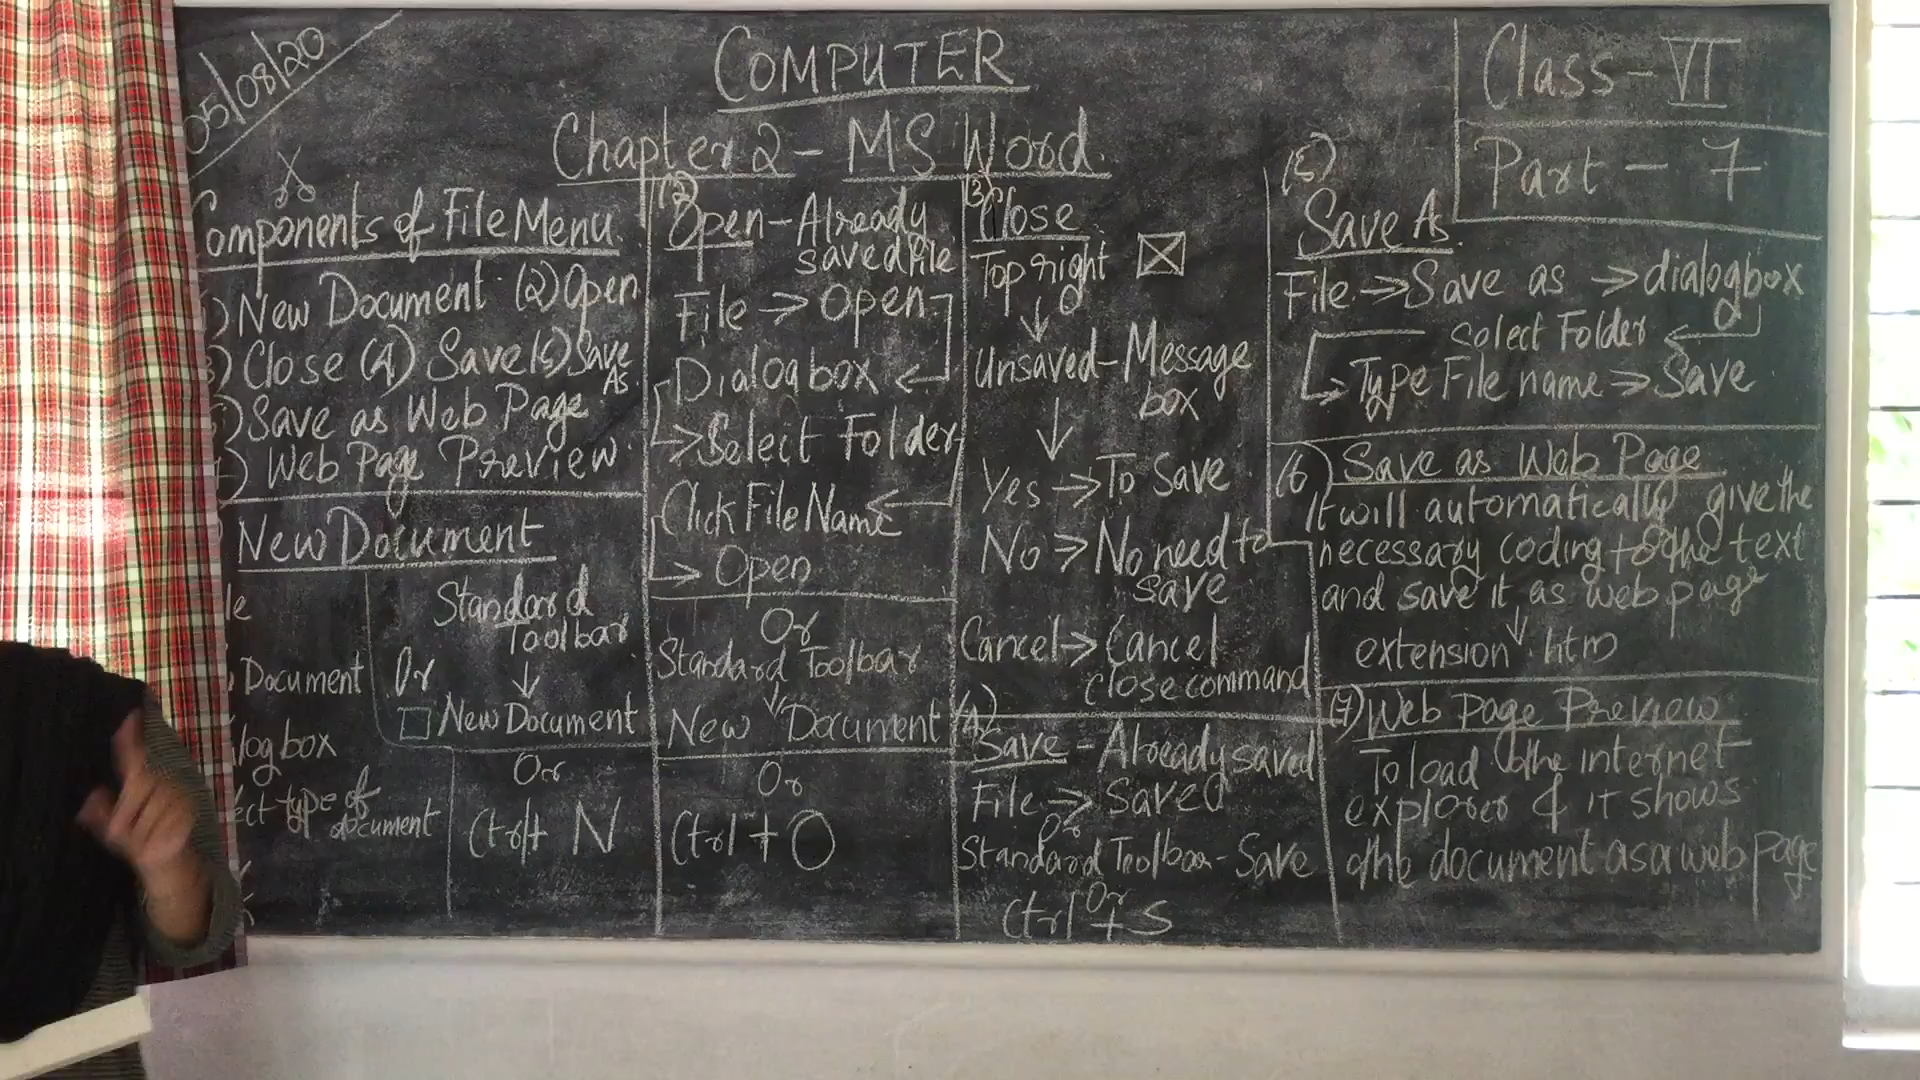 05/08/20
COMPUTER
Class - VI
Part - 7
Chapter 2 - MS Word.
Components of File Menu
1) New Document (2) Open
3) Close (4) Save (5) Save As
6) Save as Web Page
7) Web Page Preview.
New Document
Document
type of document
Or
Standard Toolbar
↓
New Document
Or
Ctrl+ N
(2)
Open - Already saved file
File → Open
Dialogbox ←
→ Select Folder
Click File Name ←
→ Open
Or
Standard Toolbar
↓
New Document
Or
Ctrl + O
(3) Close
Top right
↓
Unsaved - Message box
↓
Yes → To Save
No → No need to save
Cancel → Cancel close command
(4)
Save - Already saved
File → Saved
Or
Standard Toolbar - Save
Or
Ctrl + S
(5)
Save As.
File → Save as → dialogbox
select Folder ←
→ Type File name → Save
(6) Save as Web Page
It will automatically give the
necessary coding to the text
and save it as web page
↓
extension .htm
(7) Web Page Preview
To load the internet
explorer & it shows
the document as a web page